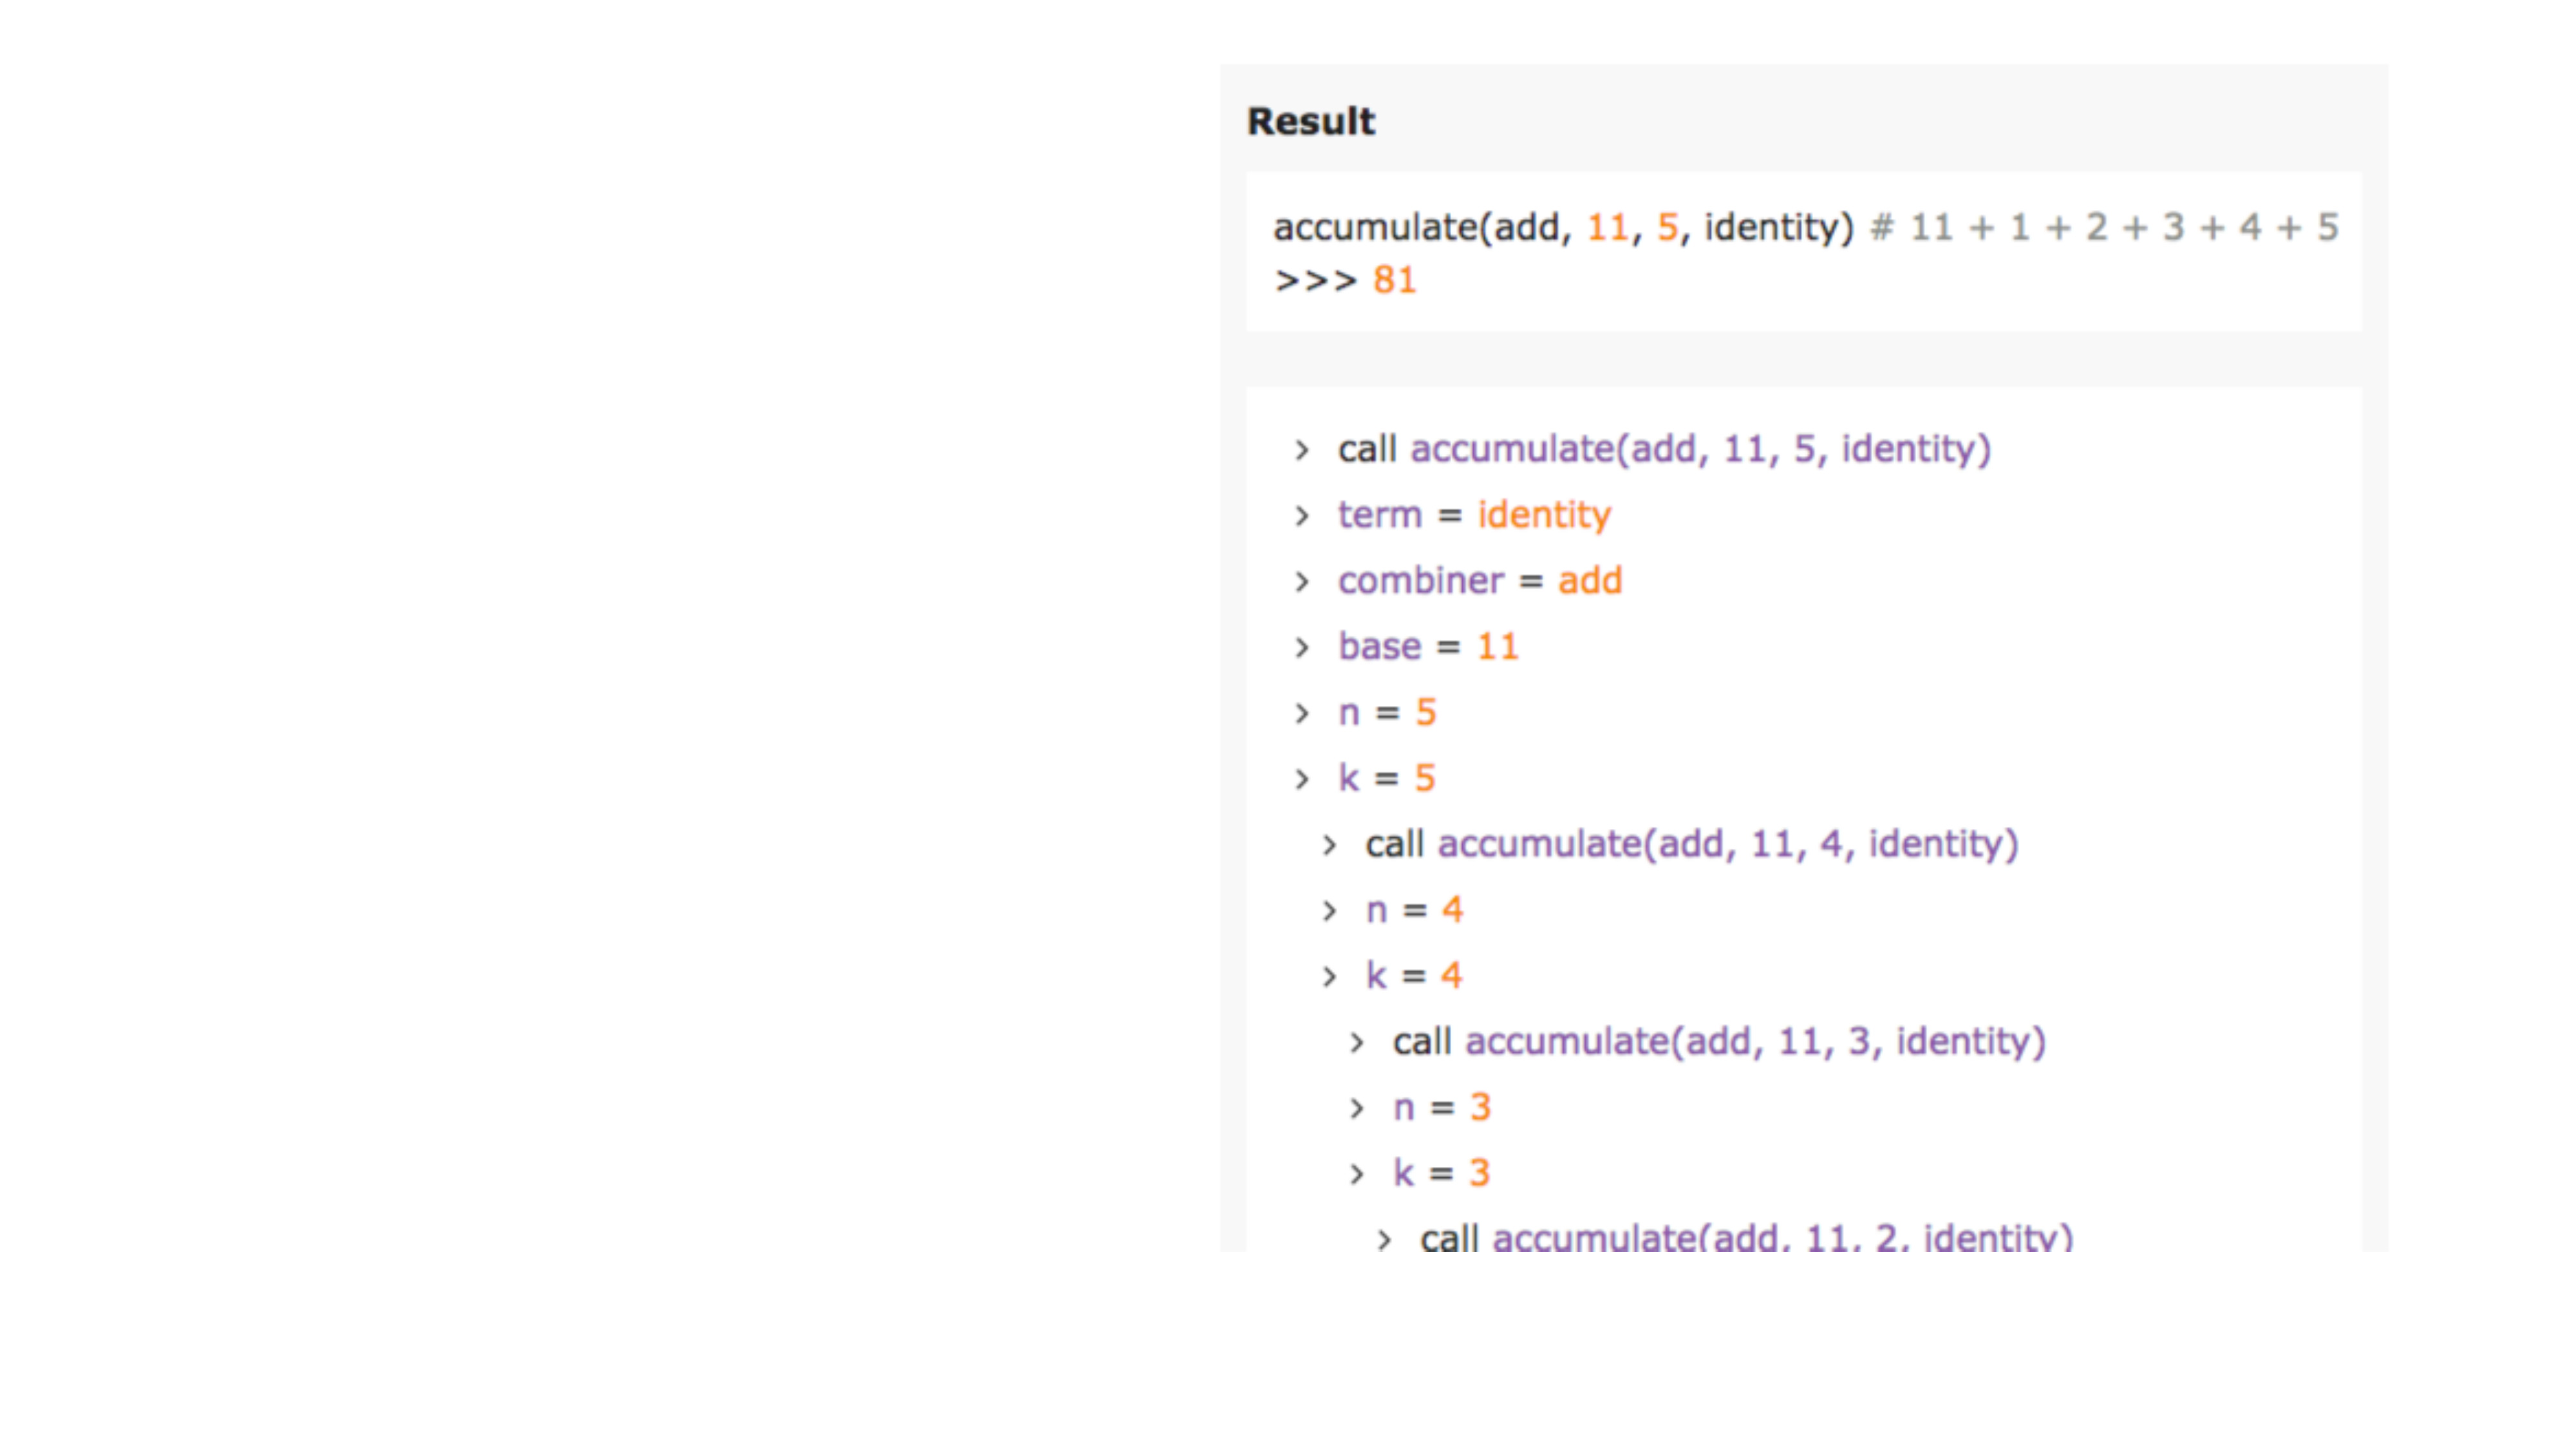 Result
accumulate(add, 11, 5, identity) # 11 + 1 + 2 + 3 + 4 + 5
>>> 81
> call accumulate(add, 11, 5, identity)
> term = identity
> combiner = add
> base = 11
> n = 5
> k = 5
> call accumulate(add, 11, 4, identity)
> n = 4
> k = 4
> call accumulate(add, 11, 3, identity)
> n = 3
> k = 3
> call accumulate(add, 11, 2, identity)